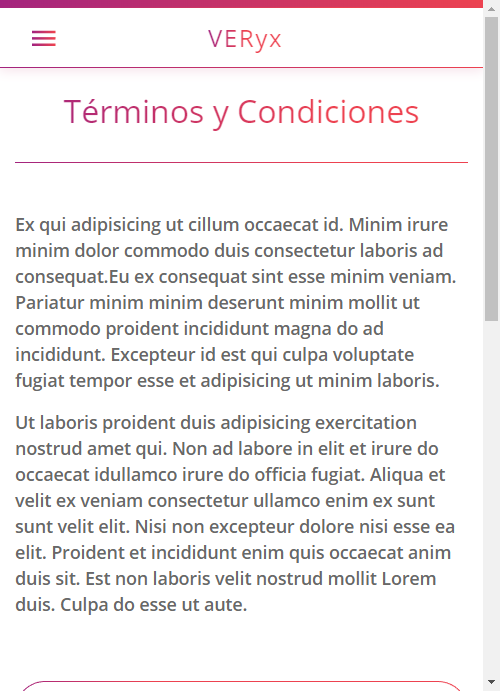 VERyx
Términos y Condiciones
Ex qui adipisicing ut cillum occaecat id. Minim irure
minim dolor commodo duis consectetur laboris ad
consequat.Eu ex consequat sint esse minim veniam.
Pariatur minim minim deserunt minim mollit ut
commodo proident incididunt magna do ad
incididunt. Excepteur id est qui culpa voluptate
fugiat tempor esse et adipisicing ut minim laboris.
Ut laboris proident duis adipisicing exercitation
nostrud amet qui. Non ad labore in elit et irure do
occaecat idullamco irure do officia fugiat. Aliqua et
velit ex veniam consectetur ullamco enim ex sunt
sunt velit elit. Nisi non excepteur dolore nisi esse ea
elit. Proident et incididunt enim quis occaecat anim
duis sit. Est non laboris velit nostrud mollit Lorem
duis. Culpa do esse ut aute.